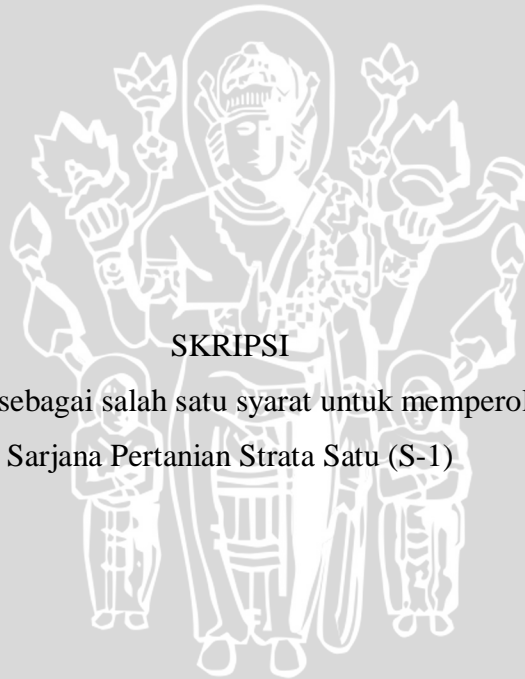 SKRIPSI
sebagai salah satu syarat untuk memperol
Sarjana Pertanian Strata Satu (S-1)